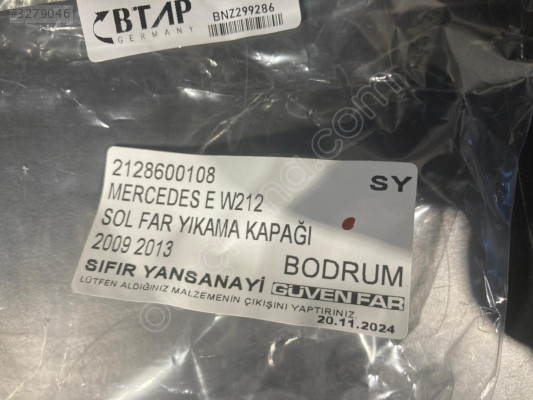 #3279046
BTAP
GERMANY
BNZ299286
2128600108
SY
MERCEDES E W212
SOL FAR YIKAMA KAPAĞI
2009 2013
BODRUM
SIFIR YANSANAYİ GÜVEN FAR
LÜTFEN ALDIĞINIZ MALZEMENİN ÇIKIŞINI YAPTIRINIZ
20.11.2024